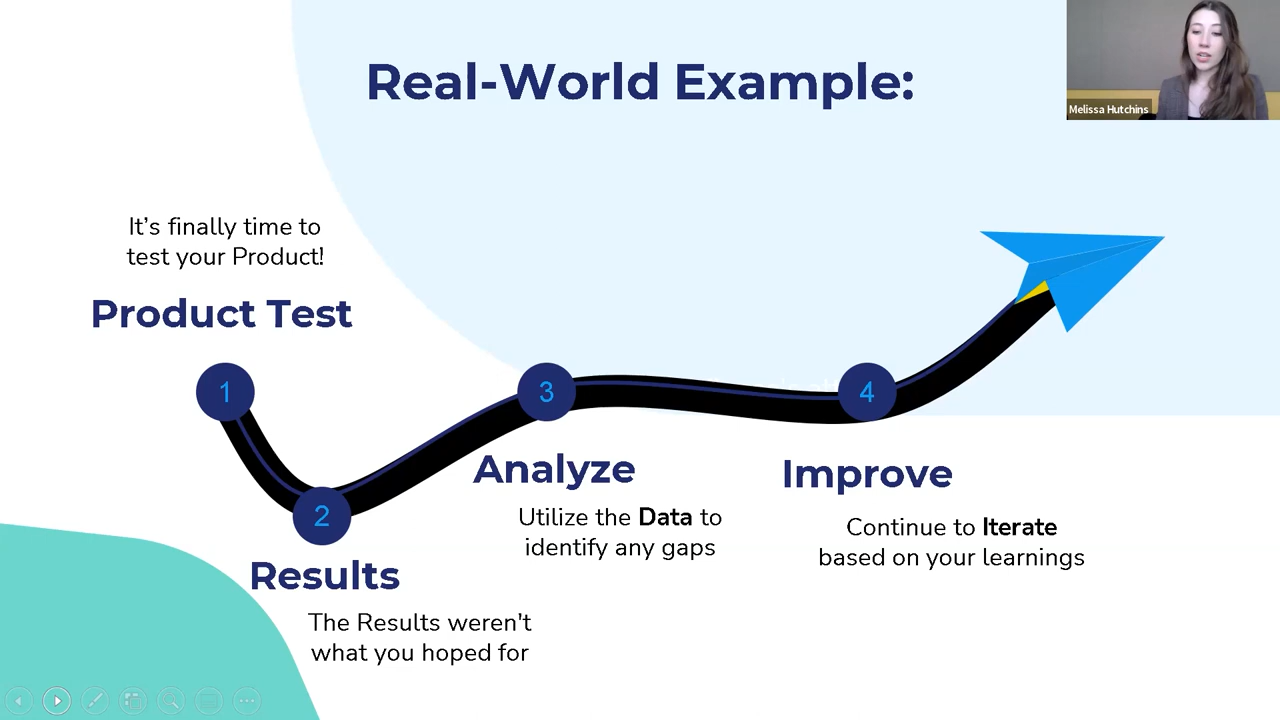 Real-World Example:
Melissa Hutchins
It's finally time to
test your Product!
Product Test
1
2
Results
The Results weren't
what you hoped for
3
Analyze
Utilize the Data to
identify any gaps
4
Improve
Continue to Iterate
based on your learnings